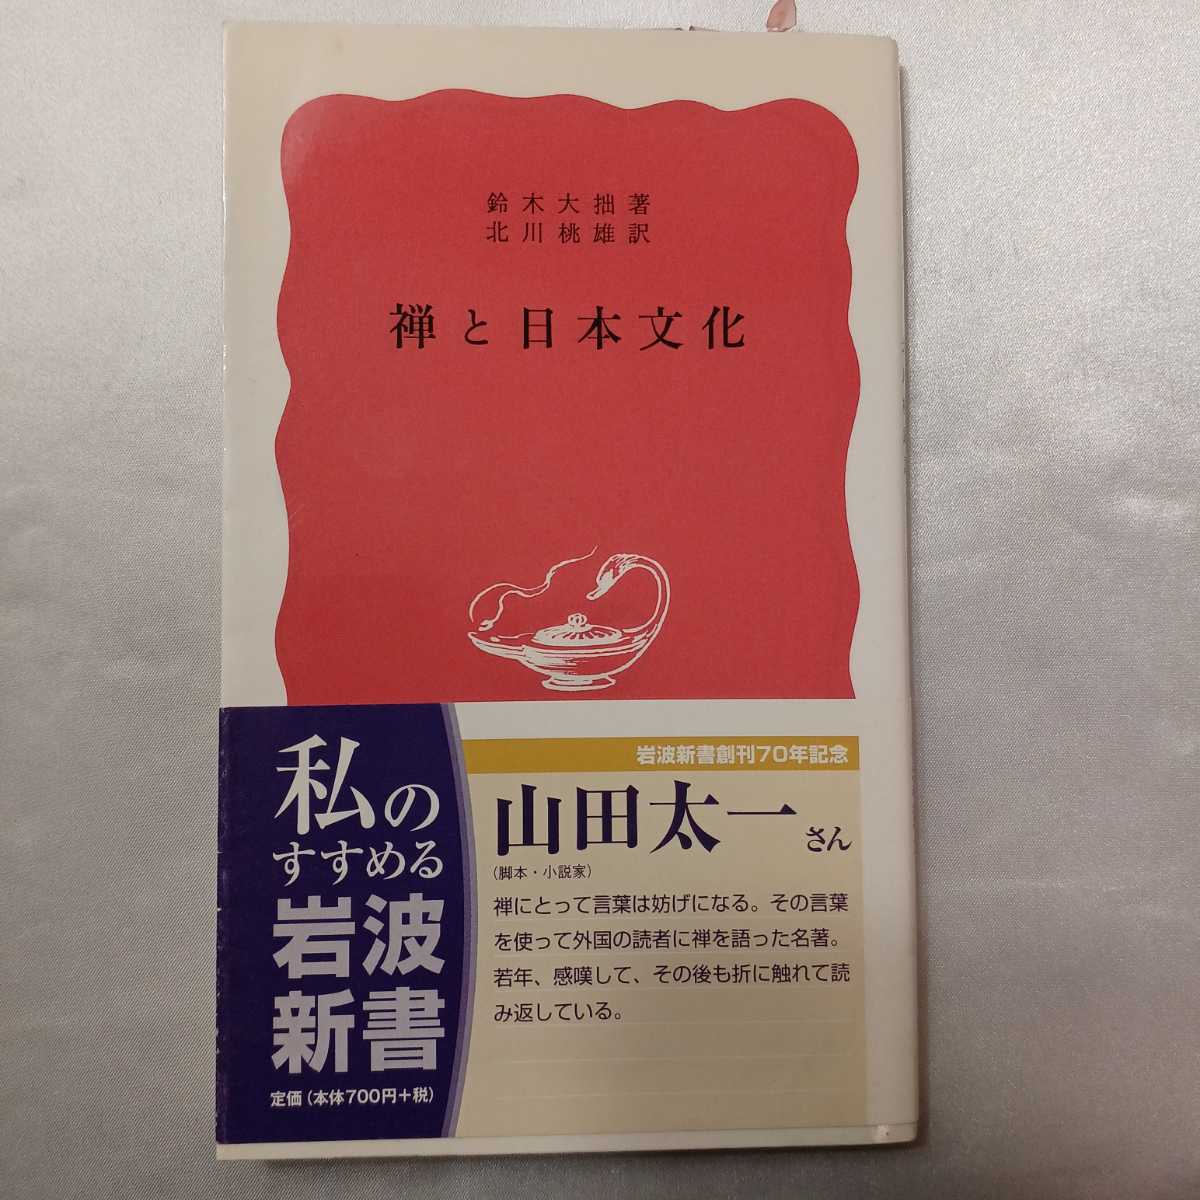 鈴木大拙著
北川桃雄訳
禅と日本文化
私の
すすめる
岩波
新書
定価(本体700円+税)
岩波新書創刊70年記念
山田太一さん
(脚本・小説家)
禅にとって言葉は妨げになる。その言葉
を使って外国の読者に禅を語った名著。
若年、感嘆して、その後も折に触れて読
み返している。